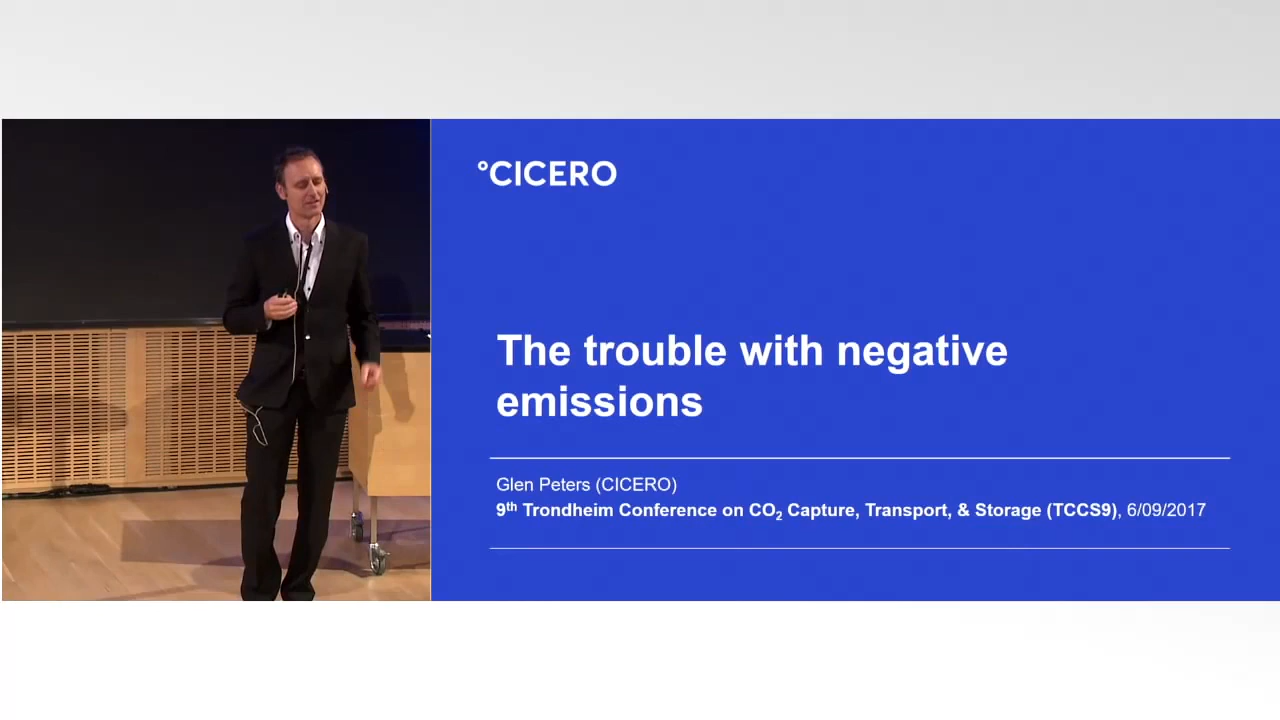 °CICERO
The trouble with negative
emissions
Glen Peters (CICERO)
9th Trondheim Conference on CO2 Capture, Transport, & Storage (TCCS9), 6/09/2017